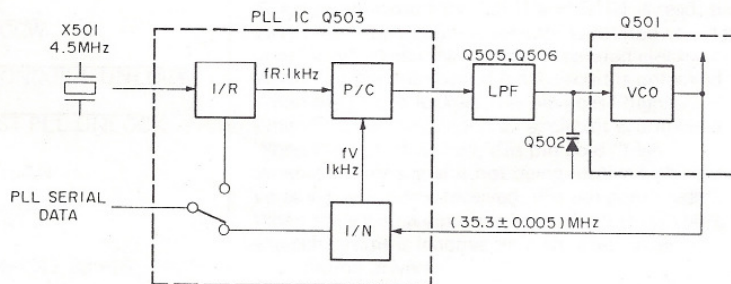 X501
4.5MHz
PLL IC Q503
Q501
I/R
fR:1kHz
P/C
Q505,Q506
LPF
VCO
Q502
fV
1kHz
PLL SERIAL
DATA
I/N
(35.3±0.005)MHz